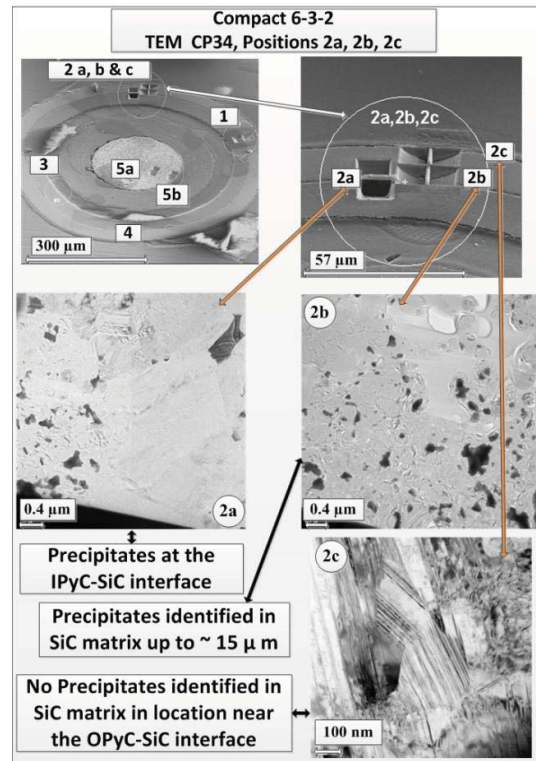 Compact 6-3-2
TEM CP34, Positions 2a, 2b, 2c
2 a, b & c
1
3
5a
5b
4
300 µm
2a,2b,2c
2c
2a
2b
57 µm
2b
0.4 µm
2a
0.4 µm
Precipitates at the
IPyC-SiC interface
2c
Precipitates identified in
SiC matrix up to ~ 15 µ m
No Precipitates identified in
SiC matrix in location near
the OPyC-SiC interface
100 nm